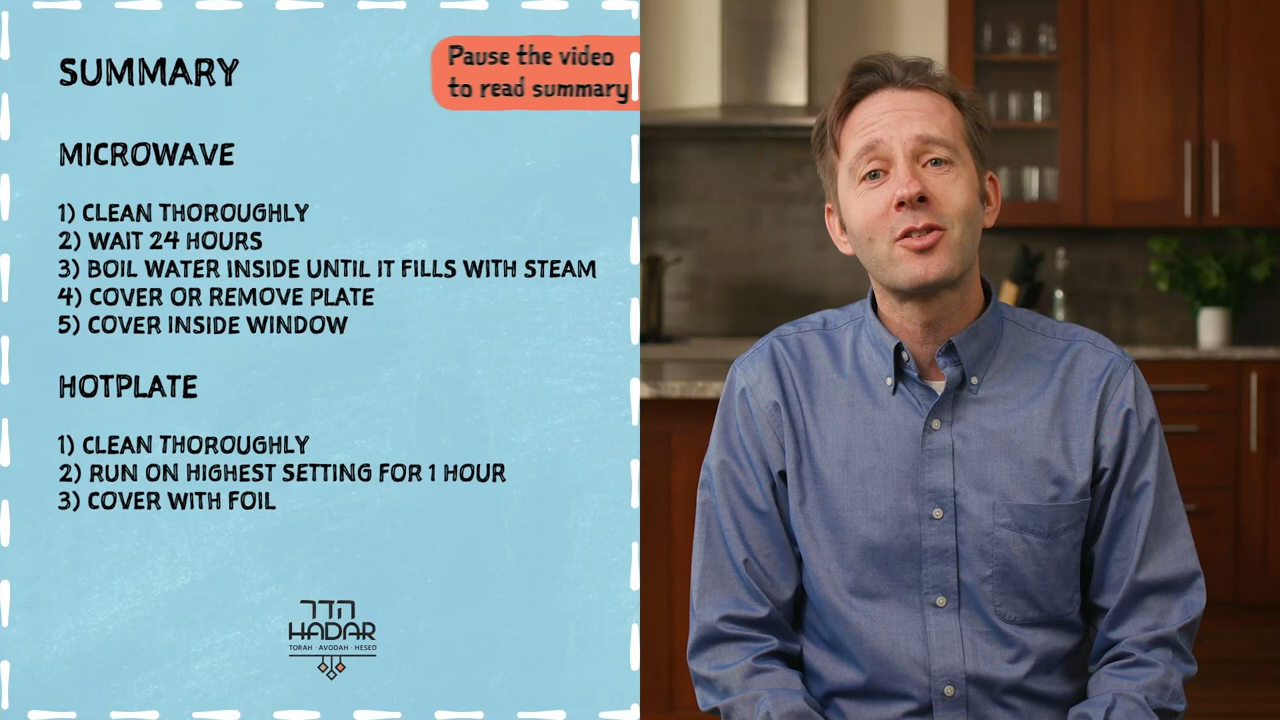 SUMMARY
Pause the video
to read summary
MICROWAVE
1) CLEAN THOROUGHLY
2) WAIT 24 HOURS
3) BOIL WATER INSIDE UNTIL IT FILLS WITH STEAM
4) COVER OR REMOVE PLATE
5) COVER INSIDE WINDOW
HOTPLATE
1) CLEAN THOROUGHLY
2) RUN ON HIGHEST SETTING FOR 1 HOUR
3) COVER WITH FOIL
הדר
HADAR
TORAH · AVODAH · HESED